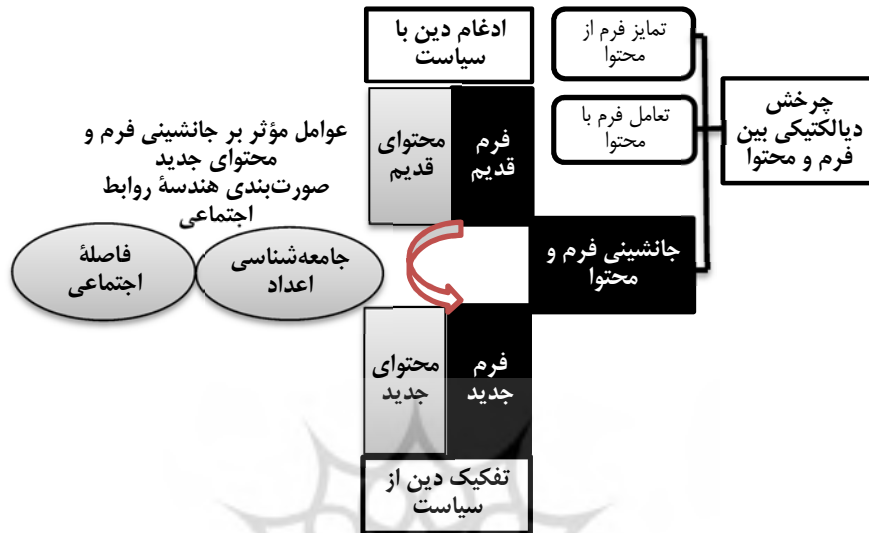 ادغام دین با
سیاست
تمایز فرم از
محتوا
تعامل فرم با
محتوا
چرخش
دیالکتیکی بین
فرم و محتوا
فرم
قدیم
محتوای
قدیم
عوامل مؤثر بر جانشینی فرم و
محتوای جدید
صورت‌بندی هندسهٔ روابط
اجتماعی
جانشینی فرم و
محتوا
جامعه‌شناسی
اعداد
فاصلهٔ
اجتماعی
فرم
جدید
محتوای
جدید
تفکیک دین از
سیاست